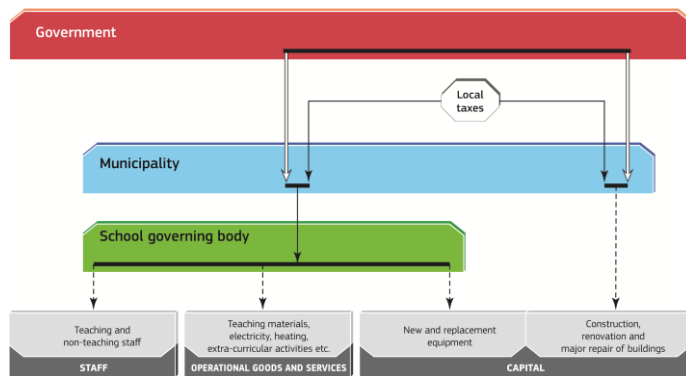 Government
Local
taxes
Municipality
School governing body
Teaching and
non-teaching staff
Teaching materials,
electricity, heating,
extra-curricular activities etc.
New and replacement
equipment
Construction,
renovation and
major repair of buildings
STAFF
OPERATIONAL GOODS AND SERVICES
CAPITAL